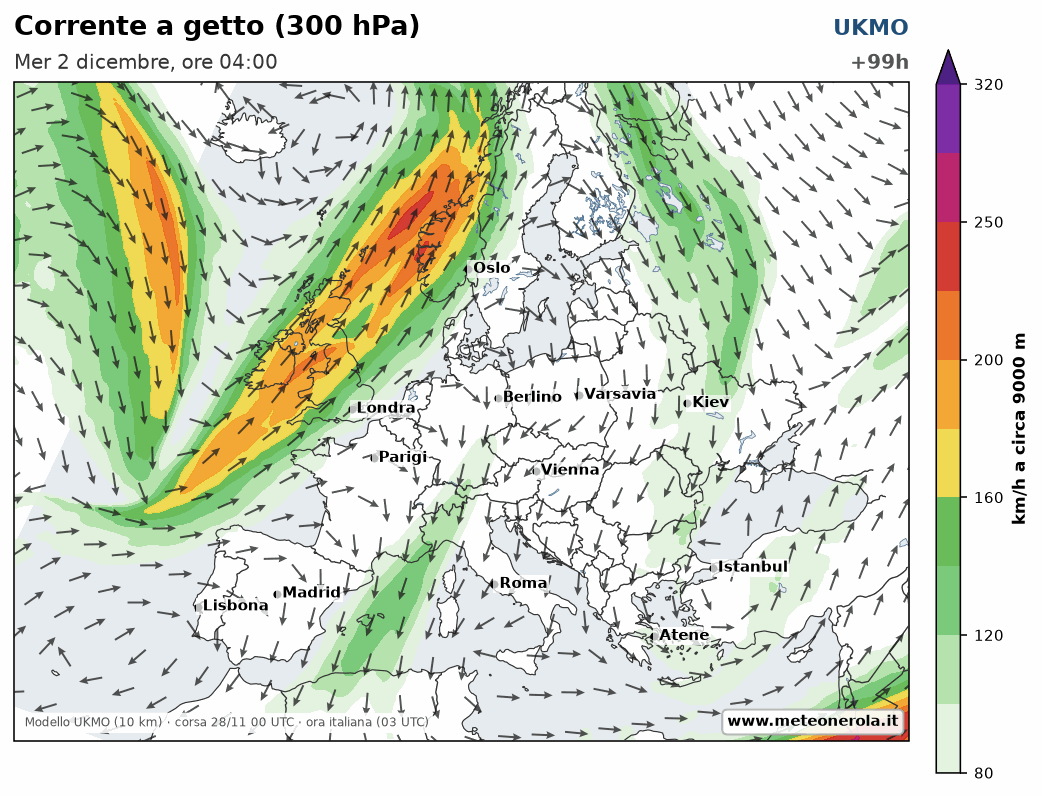 Corrente a getto (300 hPa)
UKMO
Mer 2 dicembre, ore 04:00
+99h
320
250
200
160
120
80
km/h a circa 9000 m
Oslo
Berlino
Varsavia
Kiev
Londra
Parigi
Vienna
Istanbul
Roma
Madrid
Lisbona
Atene
Modello UKMO (10 km) · corsa 28/11 00 UTC · ora italiana (03 UTC)
www.meteonerola.it